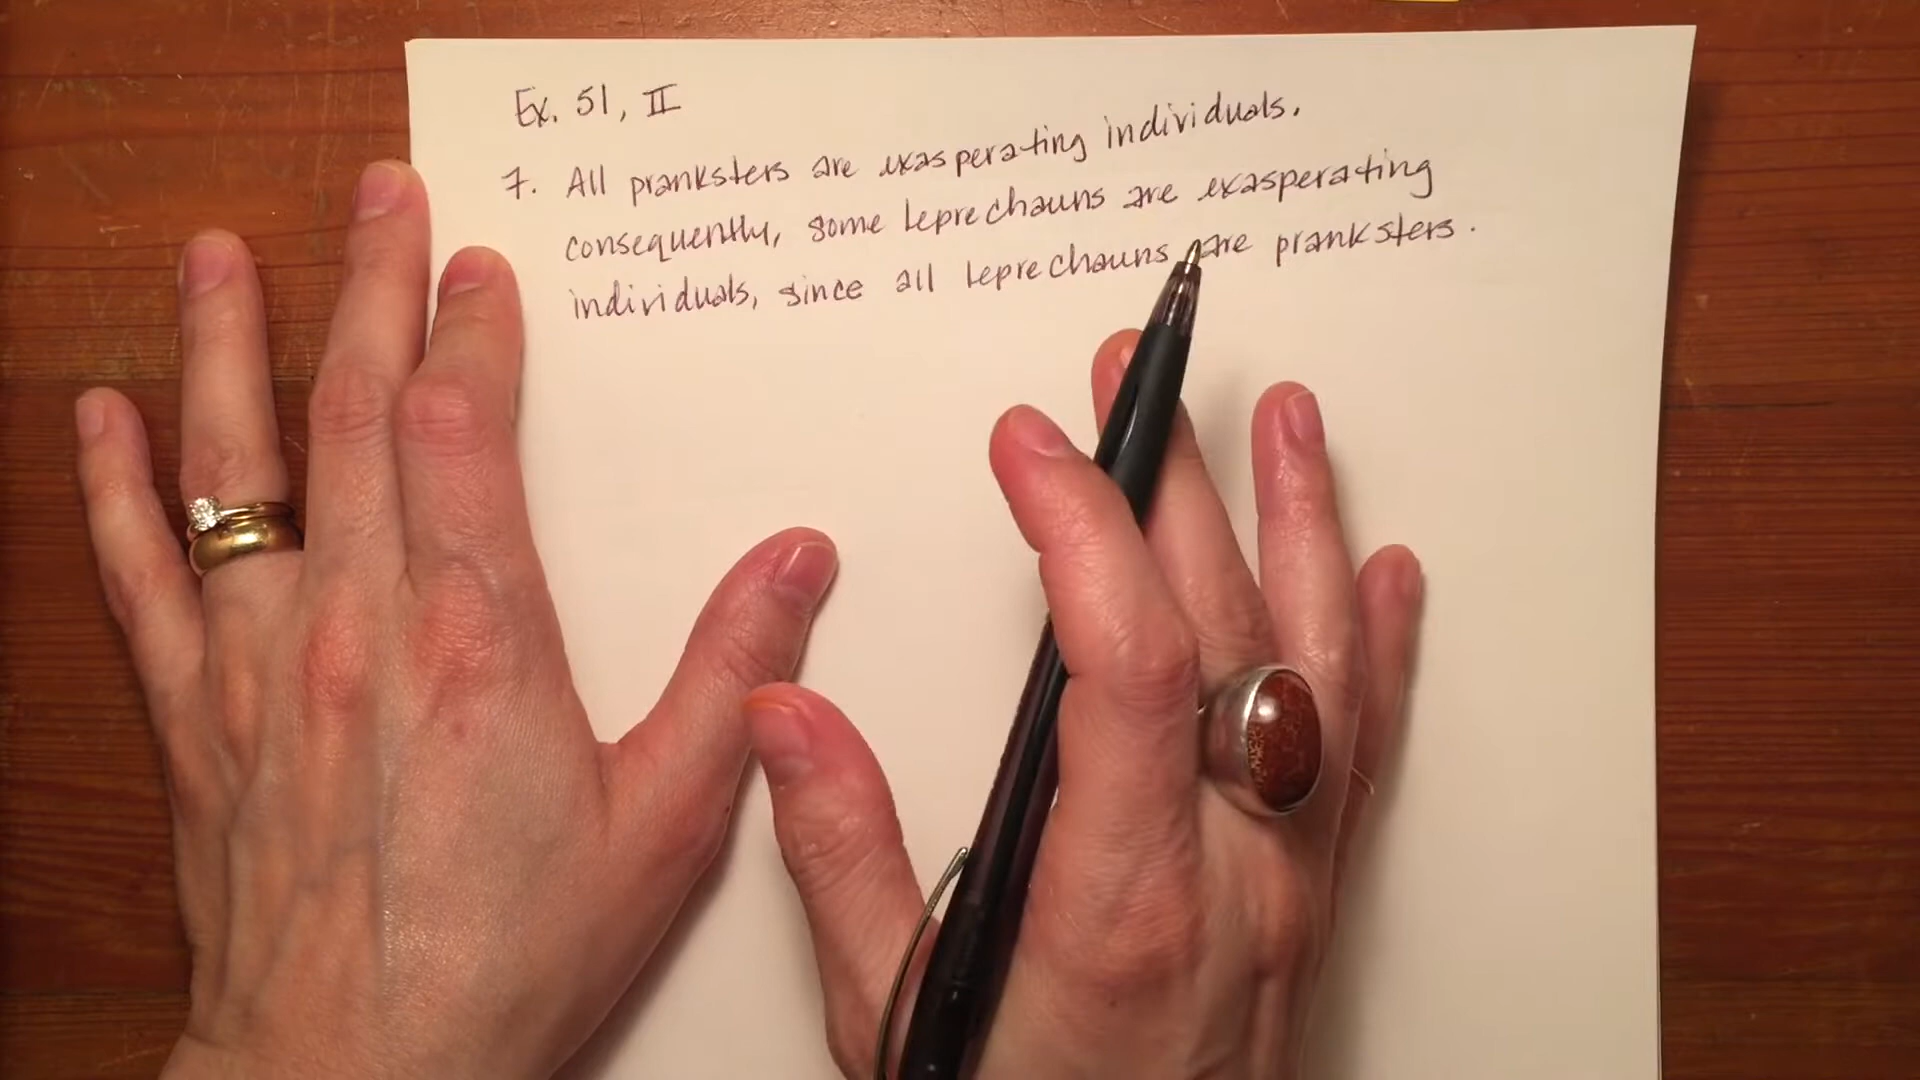 Ex. 51, II
7. All pranksters are exasperating individuals.
consequently, some leprechauns are exasperating
individuals, since all leprechauns are pranksters.